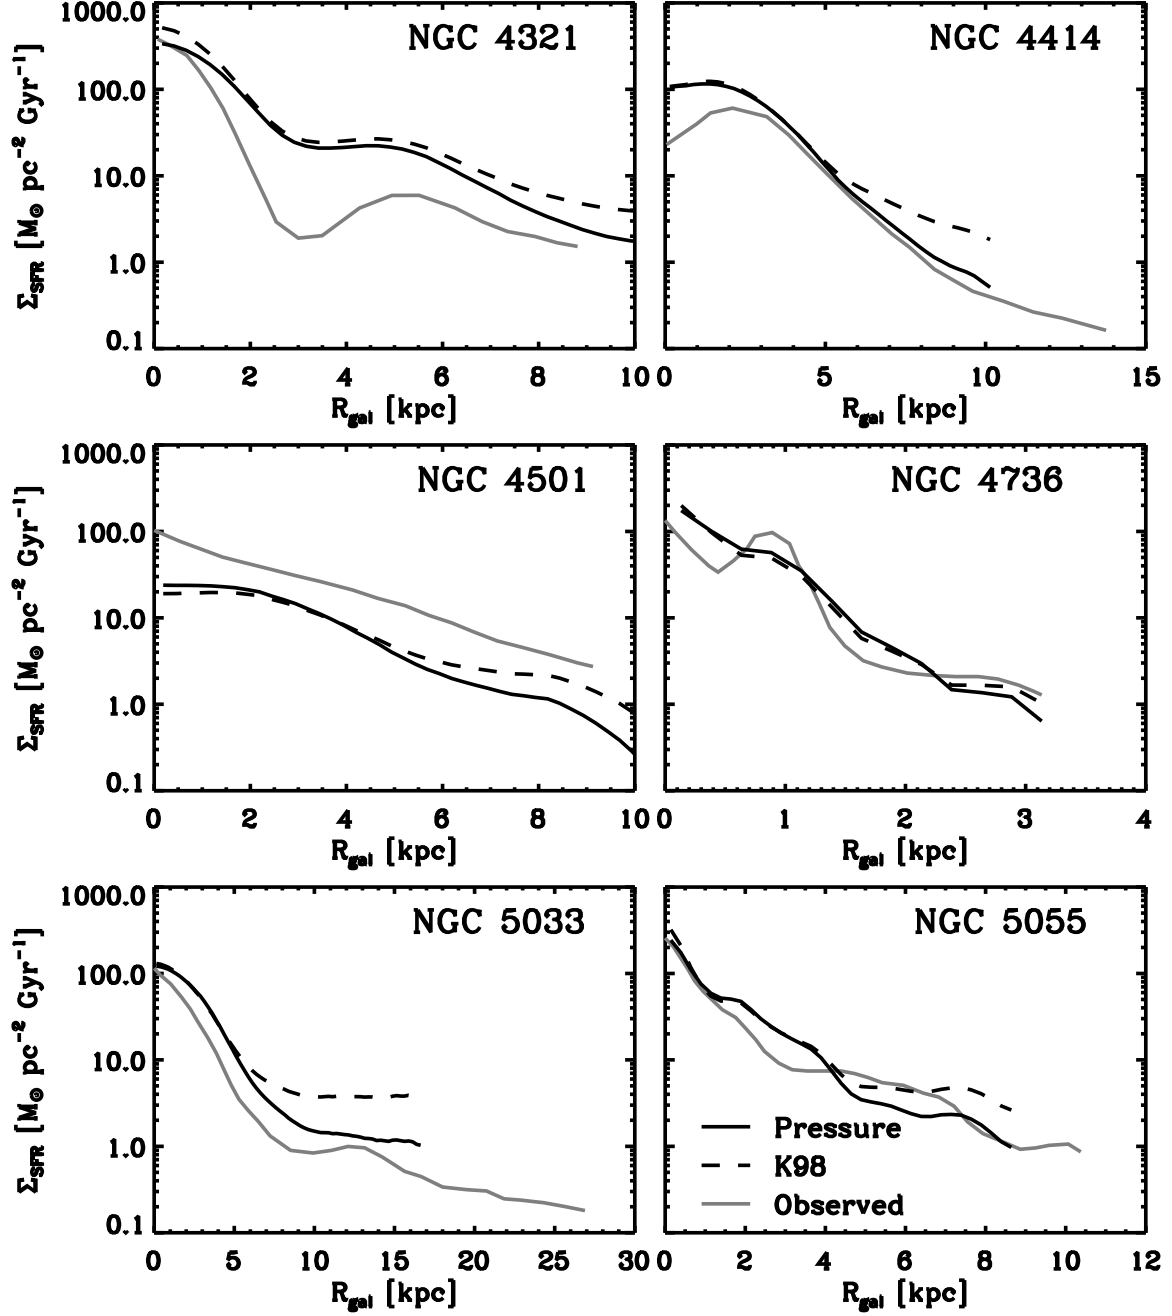 1000.0
100.0
10.0
1.0
0.1
Σ_SFR [M_⊙ pc^−2 Gyr^−1]
NGC 4321
0 2 4 6 8 10
R_gal [kpc]
NGC 4414
0 5 10 15
R_gal [kpc]
1000.0
100.0
10.0
1.0
0.1
Σ_SFR [M_⊙ pc^−2 Gyr^−1]
NGC 4501
0 2 4 6 8 10
R_gal [kpc]
NGC 4736
0 1 2 3 4
R_gal [kpc]
1000.0
100.0
10.0
1.0
0.1
Σ_SFR [M_⊙ pc^−2 Gyr^−1]
NGC 5033
0 5 10 15 20 25 30
R_gal [kpc]
NGC 5055
Pressure
K98
Observed
0 2 4 6 8 10 12
R_gal [kpc]